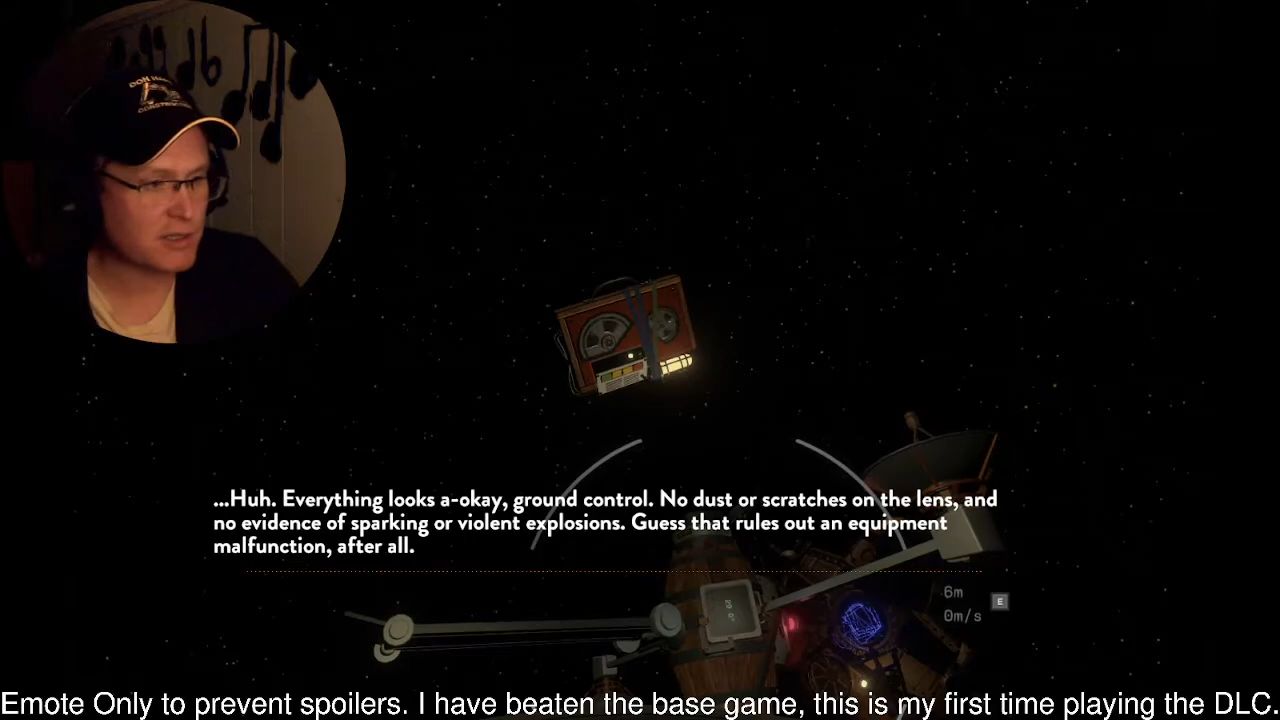 ...Huh. Everything looks a-okay, ground control. No dust or scratches on the lens, and
no evidence of sparking or violent explosions. Guess that rules out an equipment
malfunction, after all.
6m
E
0m/s
Emote Only to prevent spoilers. I have beaten the base game, this is my first time playing the DLC.